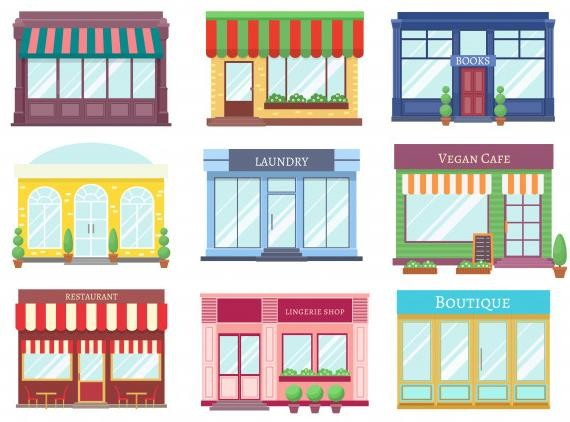 BOOKS
LAUNDRY
VEGAN CAFE
RESTAURANT
LINGERIE SHOP
BOUTIQUE